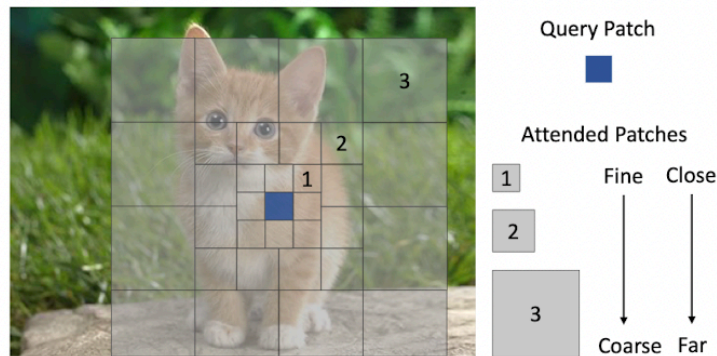 Query Patch
3
Attended Patches
2
1
1
Fine
Close
2
3
Coarse
Far